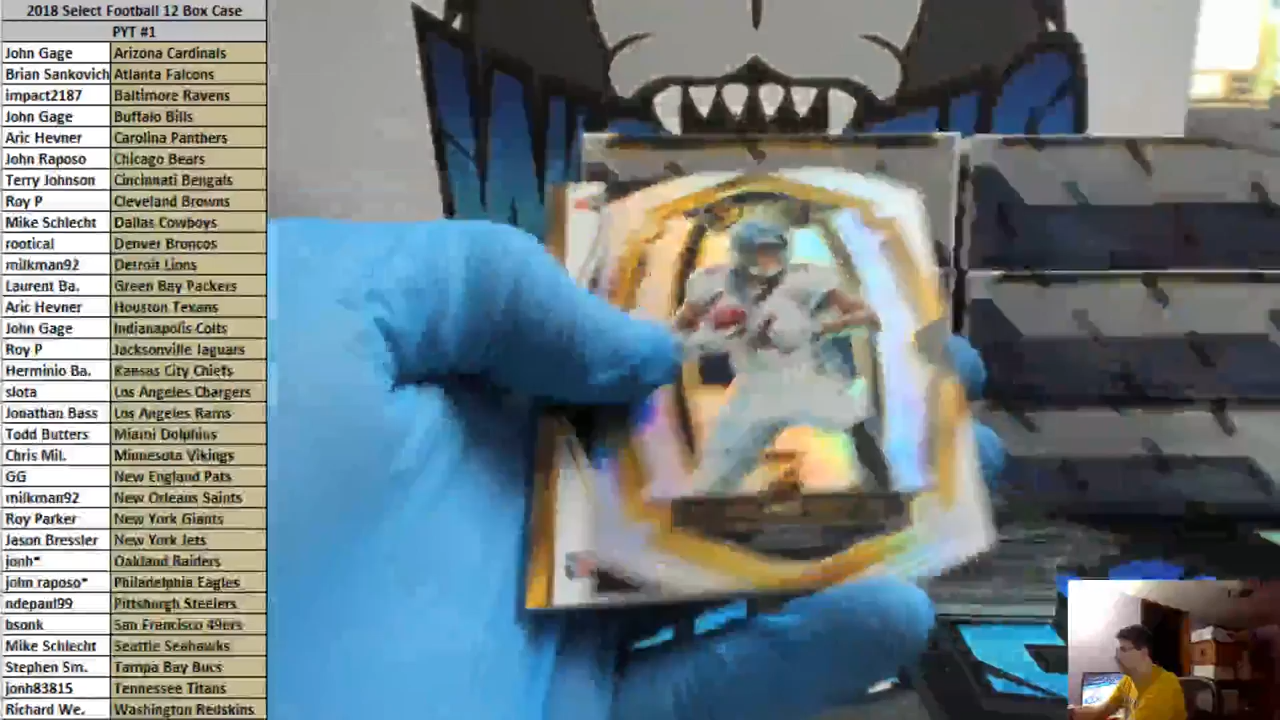 2018 Select Football 12 Box Case
PYT #1
John Gage Arizona Cardinals
Brian Sankovich Atlanta Falcons
impact2187 Baltimore Ravens
John Gage Buffalo Bills
Aric Hevner Carolina Panthers
John Raposo Chicago Bears
Terry Johnson Cincinnati Bengals
Roy P Cleveland Browns
Mike Schlecht Dallas Cowboys
rootical Denver Broncos
milkman92 Detroit Lions
Laurent Ba. Green Bay Packers
Aric Hevner Houston Texans
John Gage Indianapolis Colts
Roy P Jacksonville Jaguars
Herminio Ba. Kansas City Chiefs
slota Los Angeles Chargers
Jonathan Bass Los Angeles Rams
Todd Butters Miami Dolphins
Chris Mil. Minnesota Vikings
GG New England Pats
milkman92 New Orleans Saints
Roy Parker New York Giants
Jason Bressler New York Jets
jonh* Oakland Raiders
john raposo* Philadelphia Eagles
ndepaul99 Pittsburgh Steelers
bsonk San Francisco 49ers
Mike Schlecht Seattle Seahawks
Stephen Sm. Tampa Bay Bucs
jonh83815 Tennessee Titans
Richard We. Washington Redskins